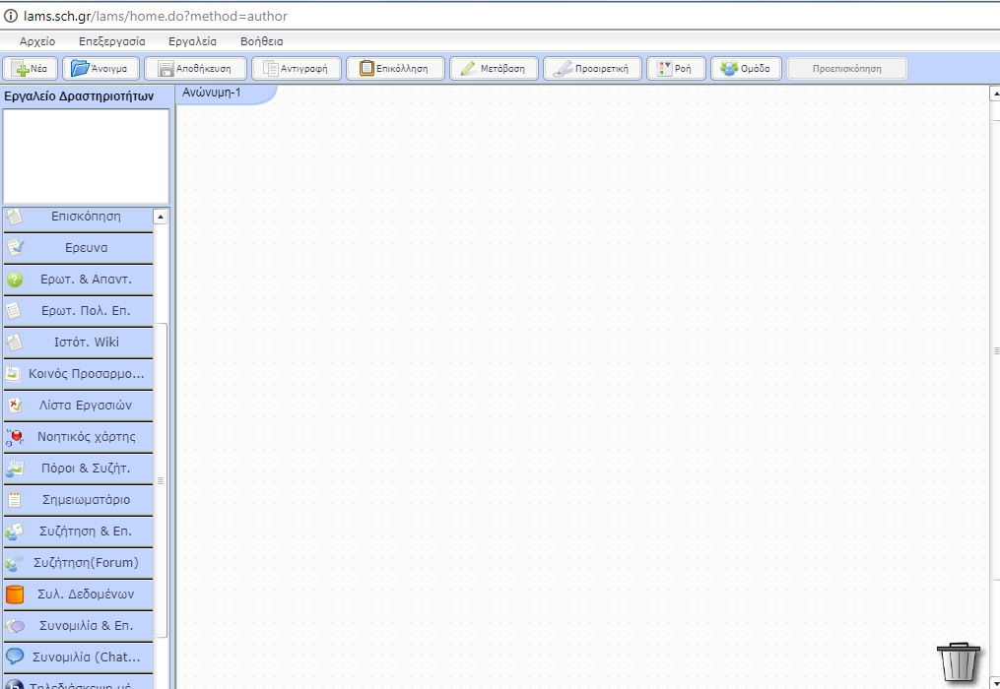 lams.sch.gr/lams/home.do?method=author
Αρχείο Επεξεργασία Εργαλεία Βοήθεια
Νέα Άνοιγμα Αποθήκευση Αντιγραφή Επικόλληση Μετάβαση Προαιρετική Ροή Ομάδα Προεπισκόπηση
Εργαλείο Δραστηριοτήτων
Ανώνυμη-1
Επισκόπηση
Ερευνα
Ερωτ. & Απαντ.
Ερωτ. Πολ. Επ.
Ιστότ. Wiki
Κοινός Προσαρμο...
Λίστα Εργασιών
Νοητικός χάρτης
Πόροι & Συζήτ.
Σημειωματάριο
Συζήτηση & Επ.
Συζήτηση(Forum)
Συλ. Δεδομένων
Συνομιλία & Επ.
Συνομιλία (Chat...
Τηλεδιάσκεψη μέ...